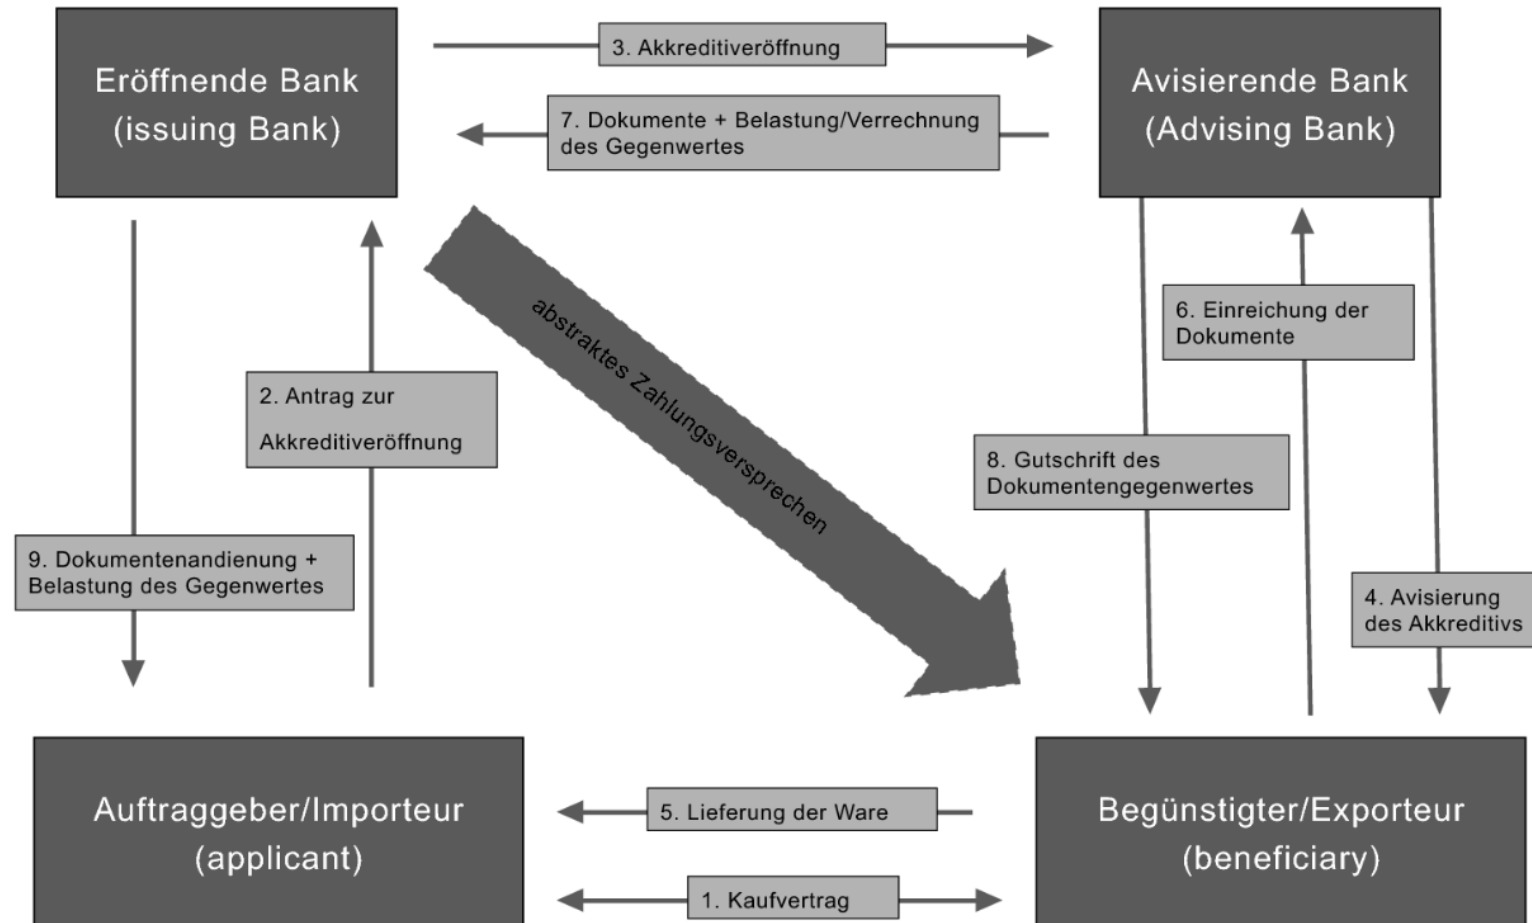 Eröffnende Bank
(issuing Bank)
3. Akkreditiveröffnung
7. Dokumente + Belastung/Verrechnung
des Gegenwertes
Avisierende Bank
(Advising Bank)
abstraktes Zahlungsversprechen
2. Antrag zur
Akkreditiveröffnung
6. Einreichung der
Dokumente
8. Gutschrift des
Dokumentengegenwertes
9. Dokumentenandienung +
Belastung des Gegenwertes
4. Avisierung
des Akkreditivs
Auftraggeber/Importeur
(applicant)
5. Lieferung der Ware
1. Kaufvertrag
Begünstigter/Exporteur
(beneficiary)